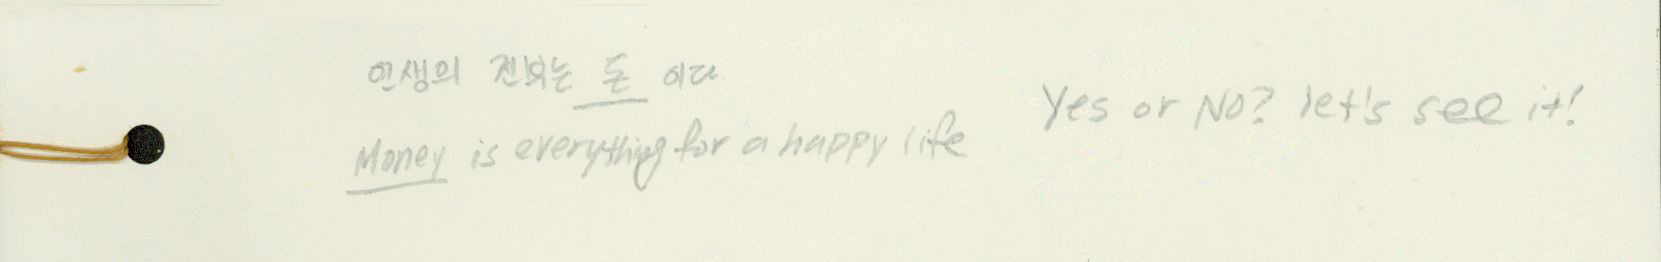 인생의 진리는 돈 이다
Money is everything for a happy life
Yes or No? let's see it!